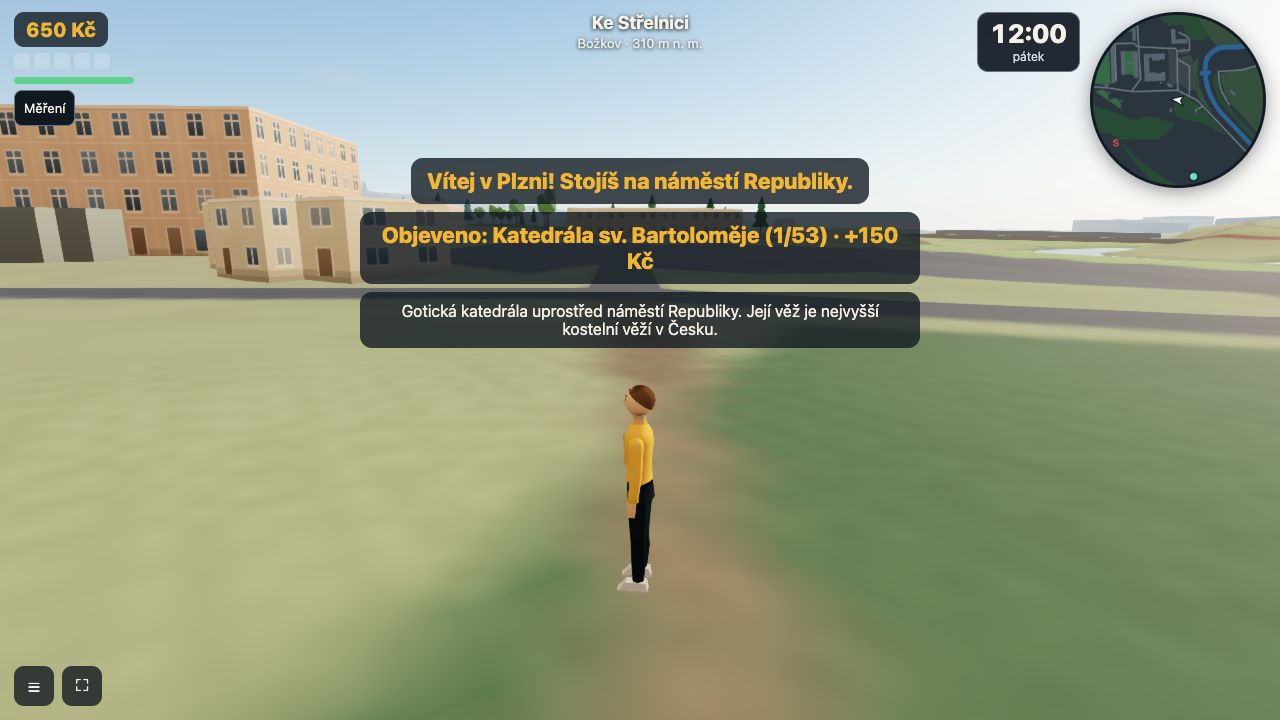 650 Kč
Měření
Ke Střelnici
Božkov · 310 m n. m.
12:00
pátek
S
Vítej v Plzni! Stojíš na náměstí Republiky.
Objeveno: Katedrála sv. Bartoloměje (1/53) · +150
Kč
Gotická katedrála uprostřed náměstí Republiky. Její věž je nejvyšší
kostelní věží v Česku.